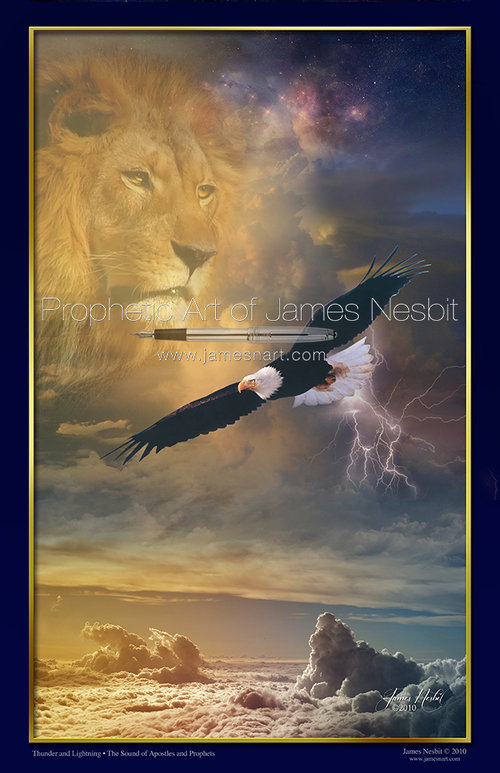 Prophetic Art of James Nesbit
www.jamesnart.com
James Nesbit
©2010
Thunder and Lightning • The Sound of Apostles and Prophets
James Nesbit © 2010
www.jamesnart.com